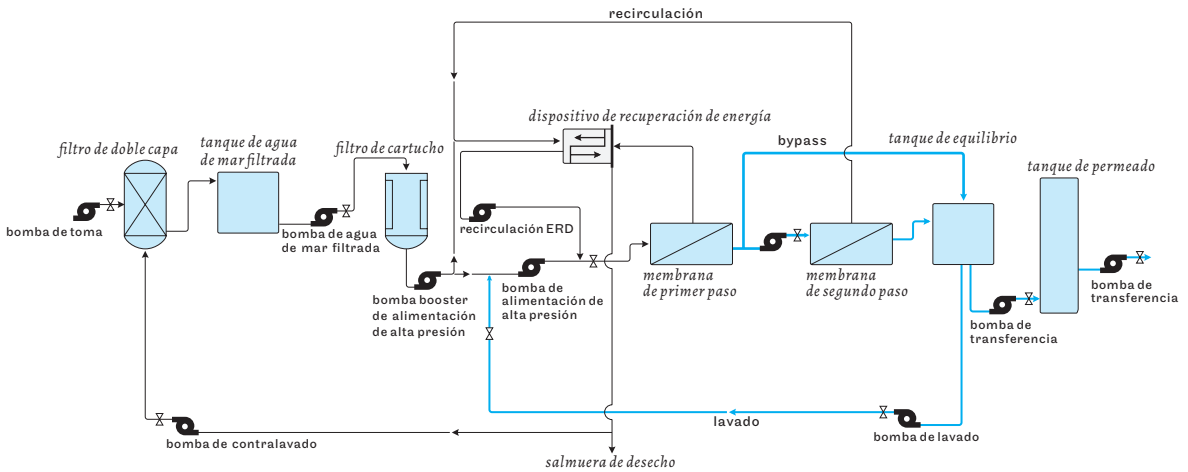 recirculación
dispositivo de recuperación de energía
filtro de doble capa
tanque de agua
de mar filtrada
filtro de cartucho
bypass
tanque de equilibrio
tanque de permeado
bomba de toma
bomba de agua
de mar filtrada
recirculación ERD
membrana
de primer paso
membrana
de segundo paso
bomba booster
de alimentación
de alta presión
bomba de
alimentación de
alta presión
bomba de
transferencia
bomba de
transferencia
lavado
bomba de lavado
bomba de contralavado
salmuera de desecho